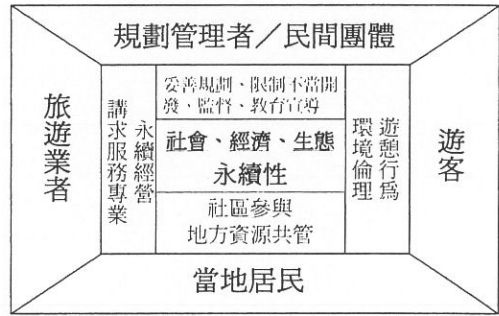 規劃管理者／民間團體
妥善規劃、限制不當開
發、監督、教育宣導
旅遊業者
講求服務專業
永續經營
社會、經濟、生態
永續性
遊憩行為
環境倫理
遊客
社區參與
地方資源共管
當地居民